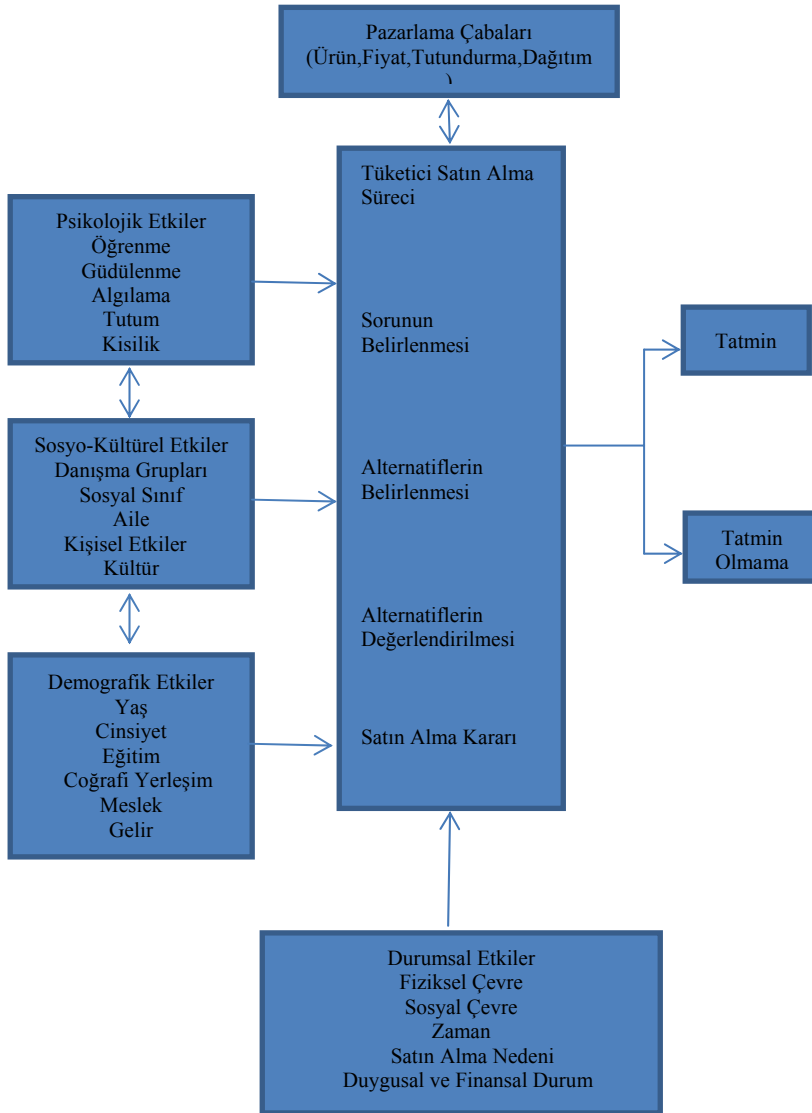 Pazarlama Çabaları
(Ürün,Fiyat,Tutundurma,Dağıtım
)
Tüketici Satın Alma
Süreci
Sorunun
Belirlenmesi
Alternatiflerin
Belirlenmesi
Alternatiflerin
Değerlendirilmesi
Satın Alma Kararı
Psikolojik Etkiler
Öğrenme
Güdülenme
Algılama
Tutum
Kisilik
Sosyo-Kültürel Etkiler
Danışma Grupları
Sosyal Sınıf
Aile
Kişisel Etkiler
Kültür
Demografik Etkiler
Yaş
Cinsiyet
Eğitim
Coğrafi Yerleşim
Meslek
Gelir
Tatmin
Tatmin
Olmama
Durumsal Etkiler
Fiziksel Çevre
Sosyal Çevre
Zaman
Satın Alma Nedeni
Duygusal ve Finansal Durum